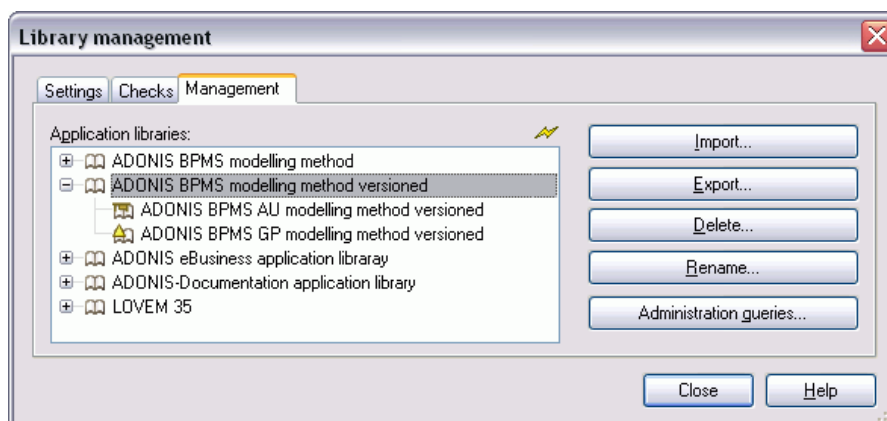 Library management
Settings
Checks
Management
Application libraries:
ADONIS BPMS modelling method
ADONIS BPMS modelling method versioned
ADONIS BPMS AU modelling method versioned
ADONIS BPMS GP modelling method versioned
ADONIS eBusiness application libraray
ADONIS-Documentation application library
LOVEM 35
Import...
Export...
Delete...
Rename...
Administration queries...
Close
Help